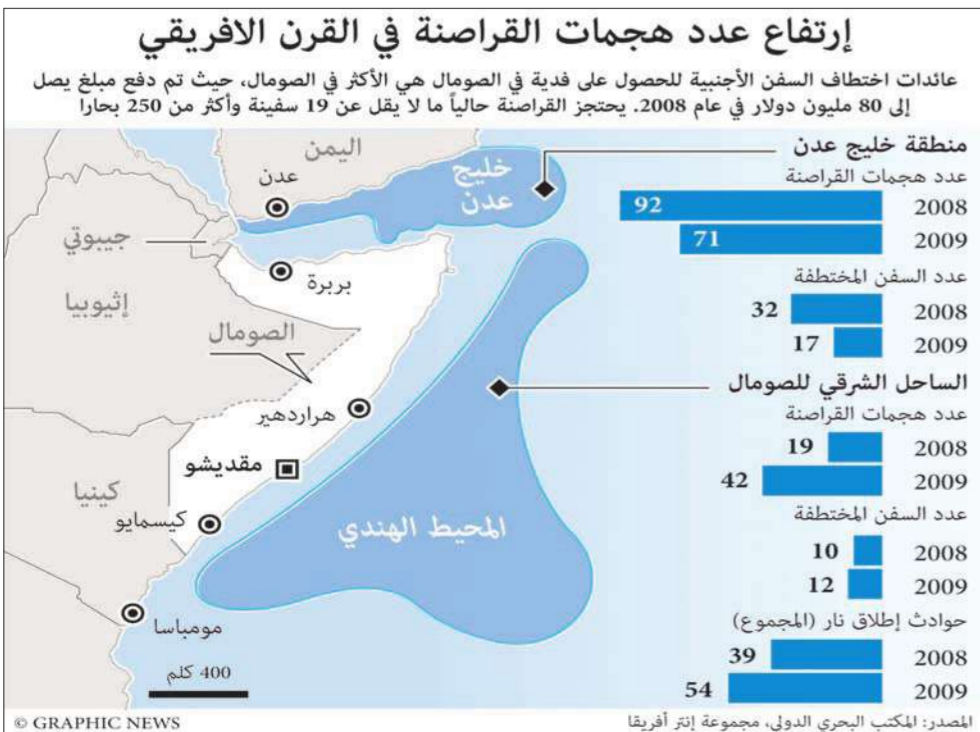 إرتفاع عدد هجمات القراصنة في القرن الافريقي
عائدات اختطاف السفن الأجنبية للحصول على فدية في الصومال هي الأكثر في الصومال، حيث تم دفع مبلغ يصل
إلى 80 مليون دولار في عام 2008. يحتجز القراصنة حالياً ما لا يقل عن 19 سفينة وأكثر من 250 بحارا
منطقة خليج عدن
عدد هجمات القراصنة
2008 92
2009 71
عدد السفن المختطفة
2008 32
2009 17
الساحل الشرقي للصومال
عدد هجمات القراصنة
2008 19
2009 42
عدد السفن المختطفة
2008 10
2009 12
حوادث إطلاق نار (المجموع)
2008 39
2009 54
اليمن
عدن
خليج
عدن
جيبوتي
بربرة
إثيوبيا
الصومال
هراردهير
مقديشو
كينيا
كيسمايو
المحيط الهندي
مومباسا
400 كلم
المصدر: المكتب البحري الدولي، مجموعة إنتر أفريقا
© GRAPHIC NEWS